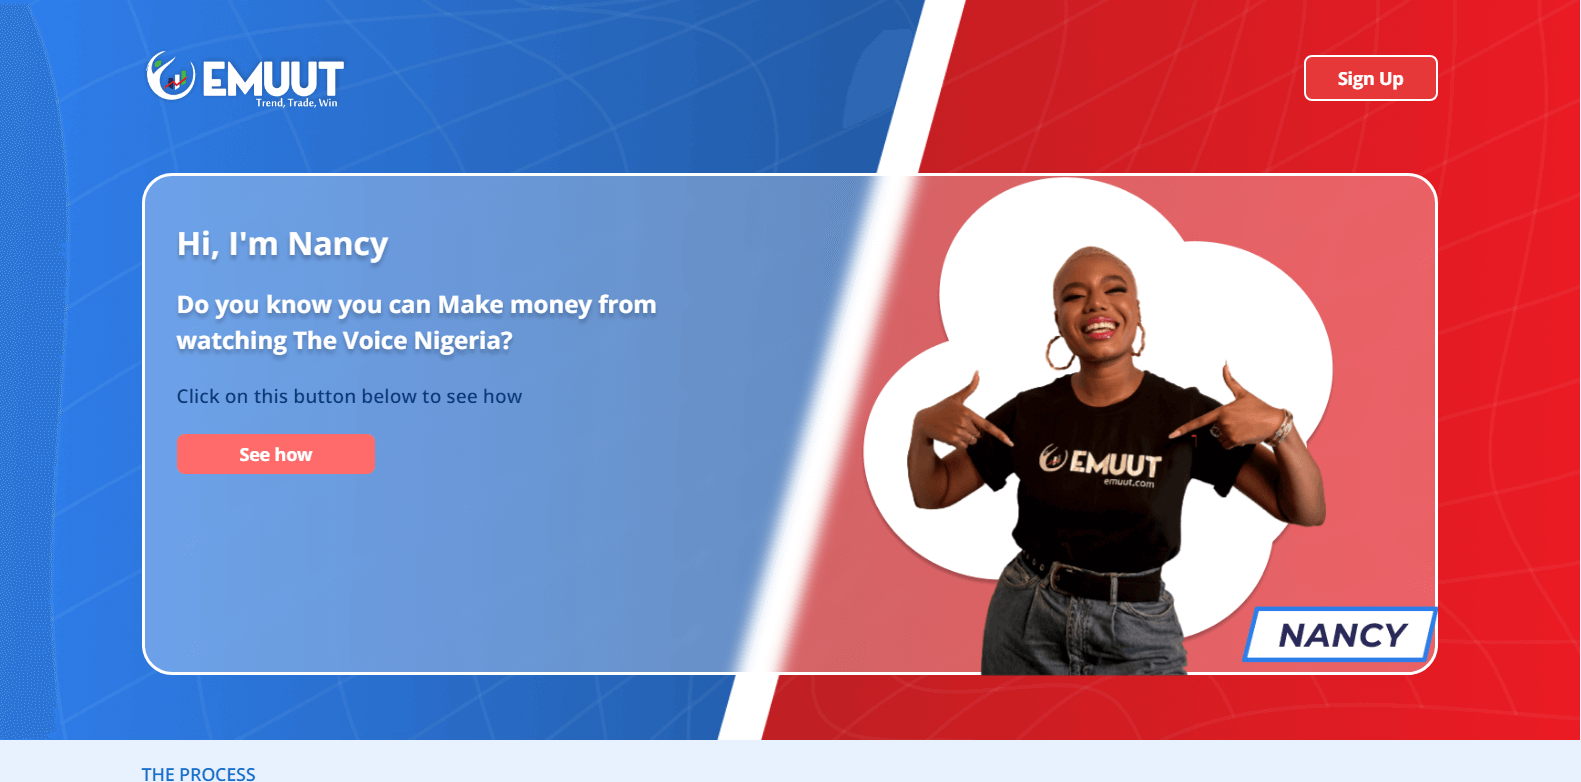 EMUUT
Trend, Trade, Win
Sign Up
Hi, I'm Nancy
Do you know you can Make money from
watching The Voice Nigeria?
Click on this button below to see how
See how
EMUUT
emuut.com
NANCY
THE PROCESS